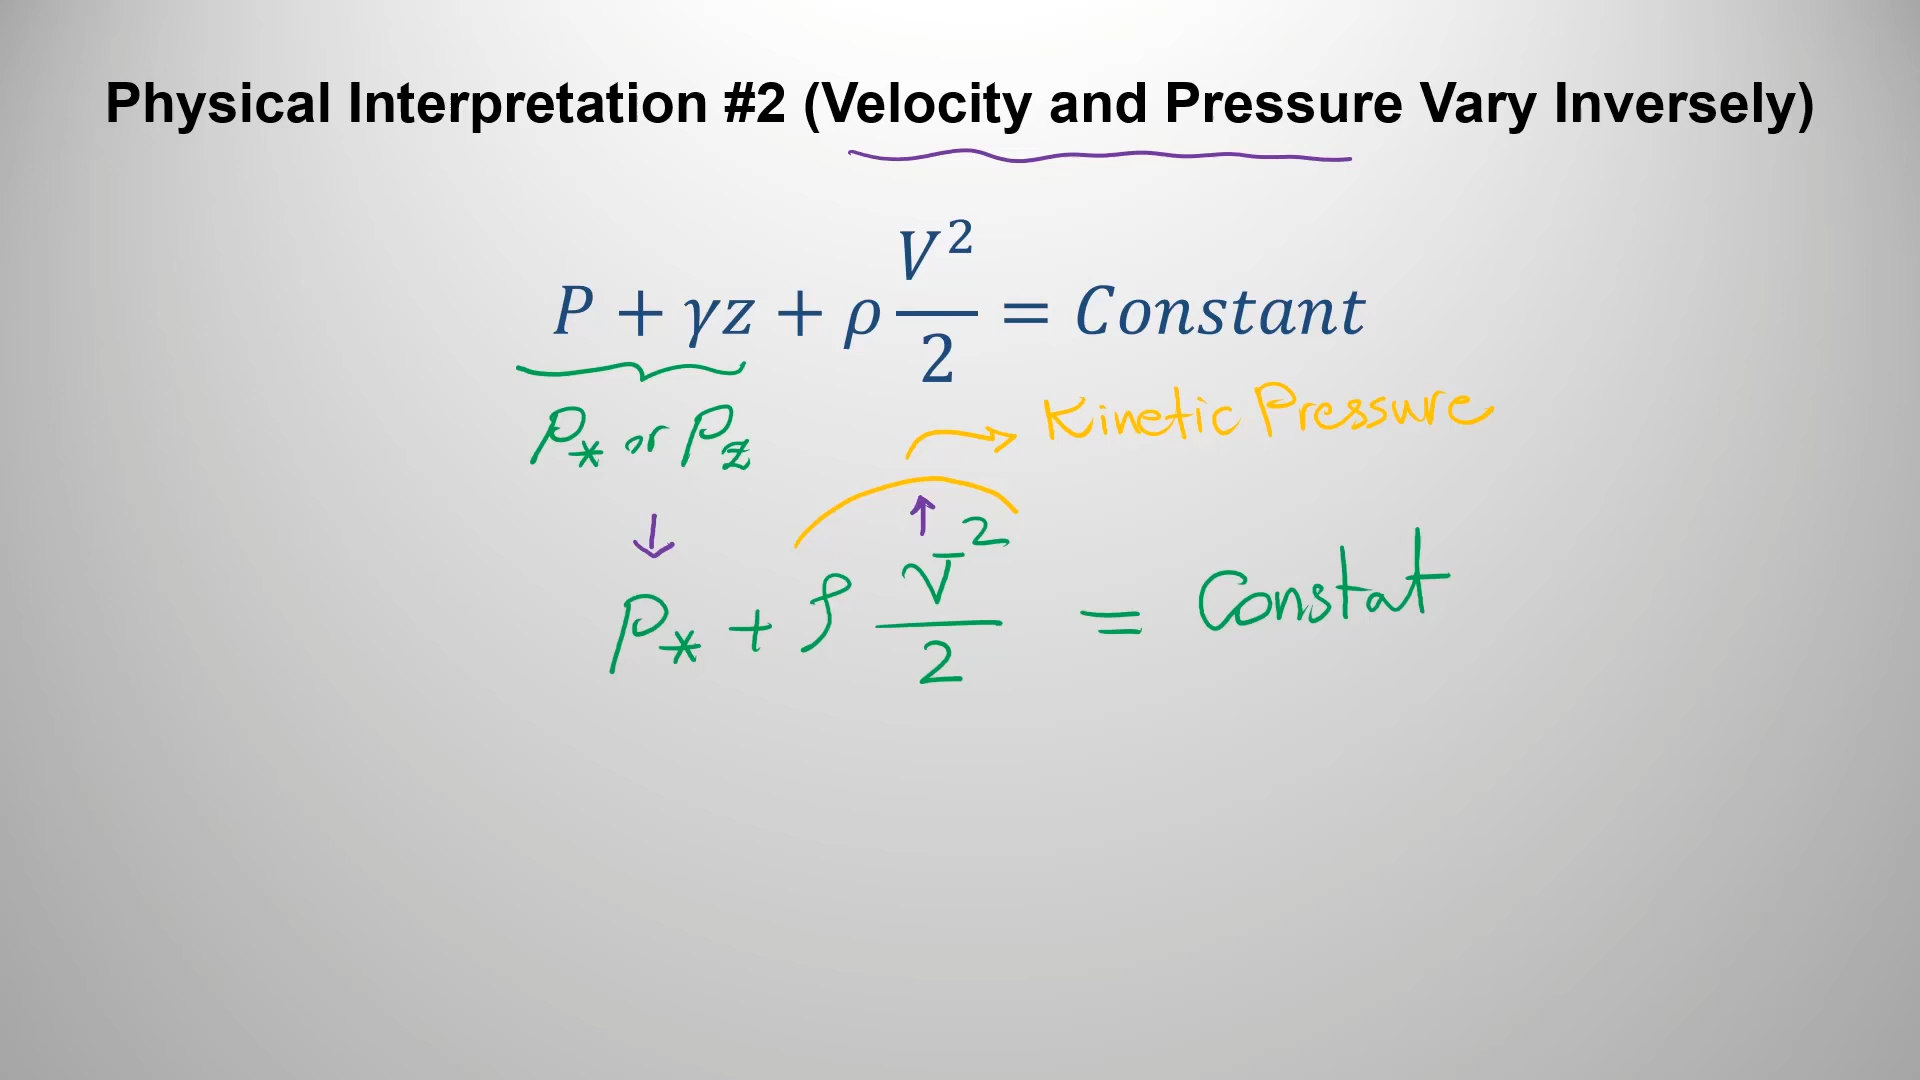 Physical Interpretation #2 (Velocity and Pressure Vary Inversely)
P + γz + ρ V²/2 = Constant
P* or Pz
→ Kinetic Pressure
↓ ↑
P* + ρ V²/2 = Constat